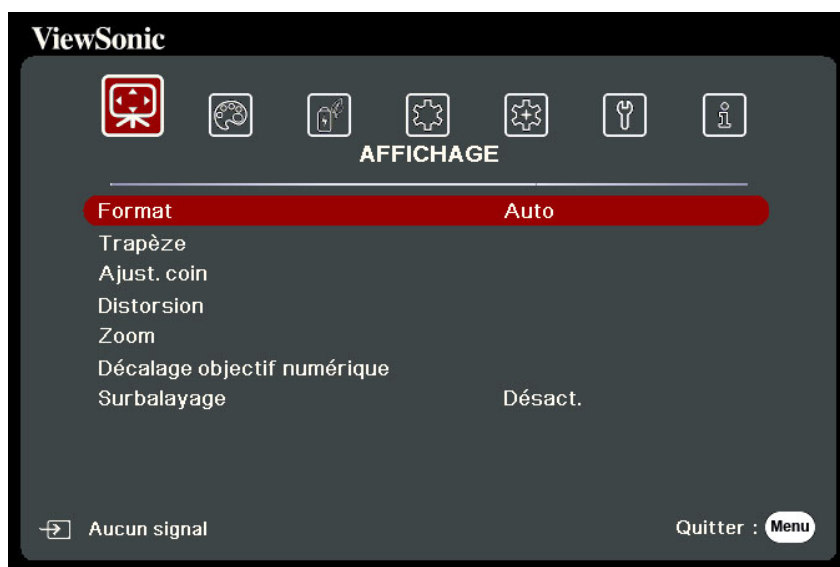 ViewSonic
AFFICHAGE
Format Auto
Trapèze
Ajust. coin
Distorsion
Zoom
Décalage objectif numérique
Surbalayage Désact.
Aucun signal Quitter : Menu